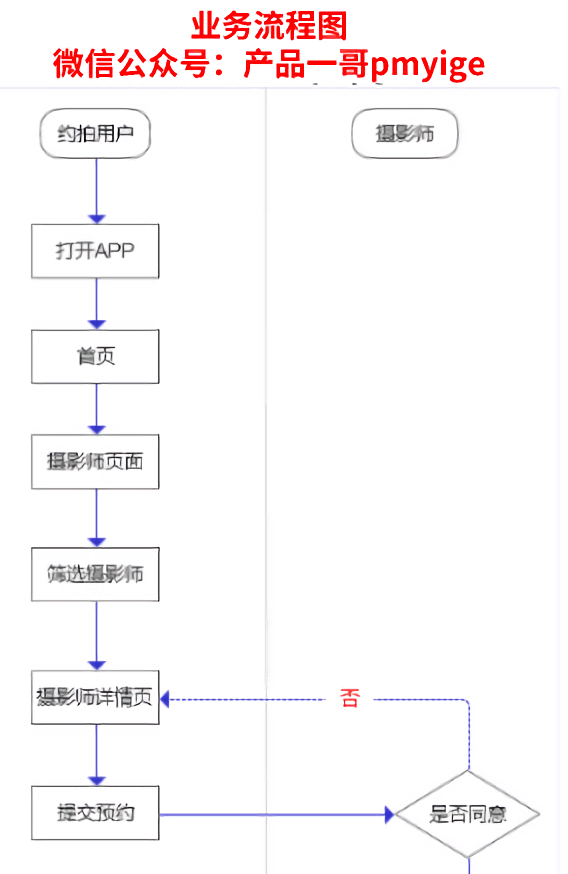 业务流程图
微信公众号：产品一哥pmyige
约拍用户
摄影师
打开APP
首页
摄影师页面
筛选摄影师
摄影师详情页
否
提交预约
是否同意